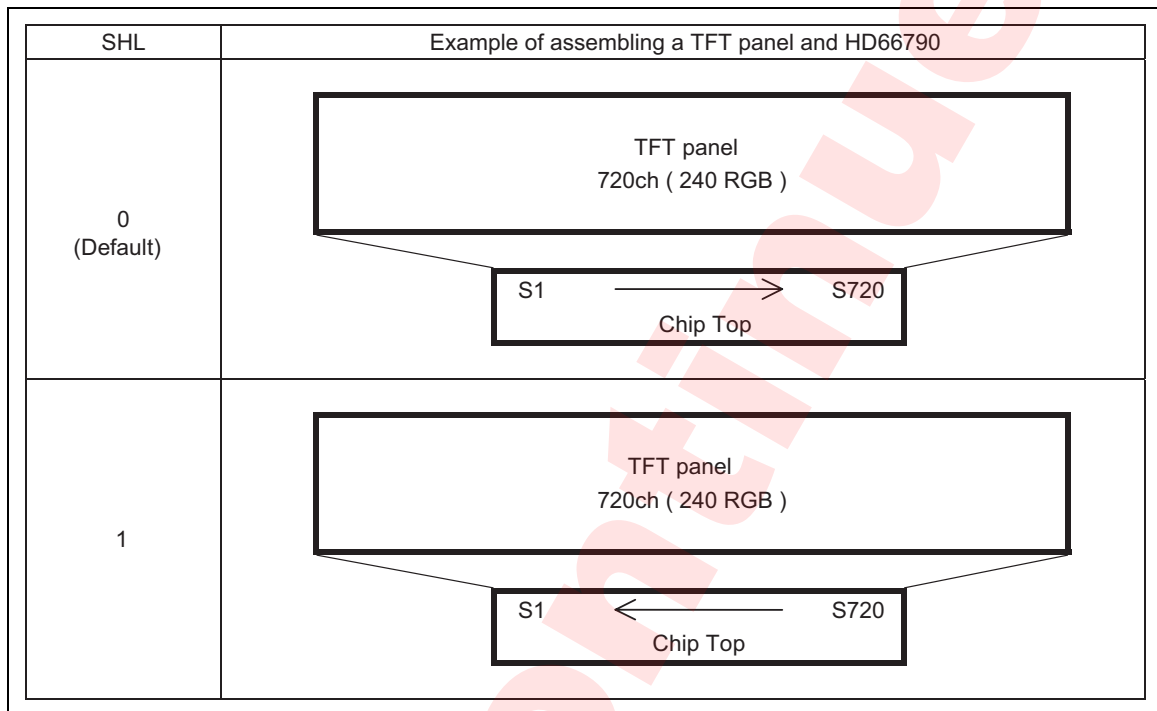 SHL
Example of assembling a TFT panel and HD66790
0
(Default)
TFT panel
720ch ( 240 RGB )
S1 S720
Chip Top
1
TFT panel
720ch ( 240 RGB )
S1 S720
Chip Top